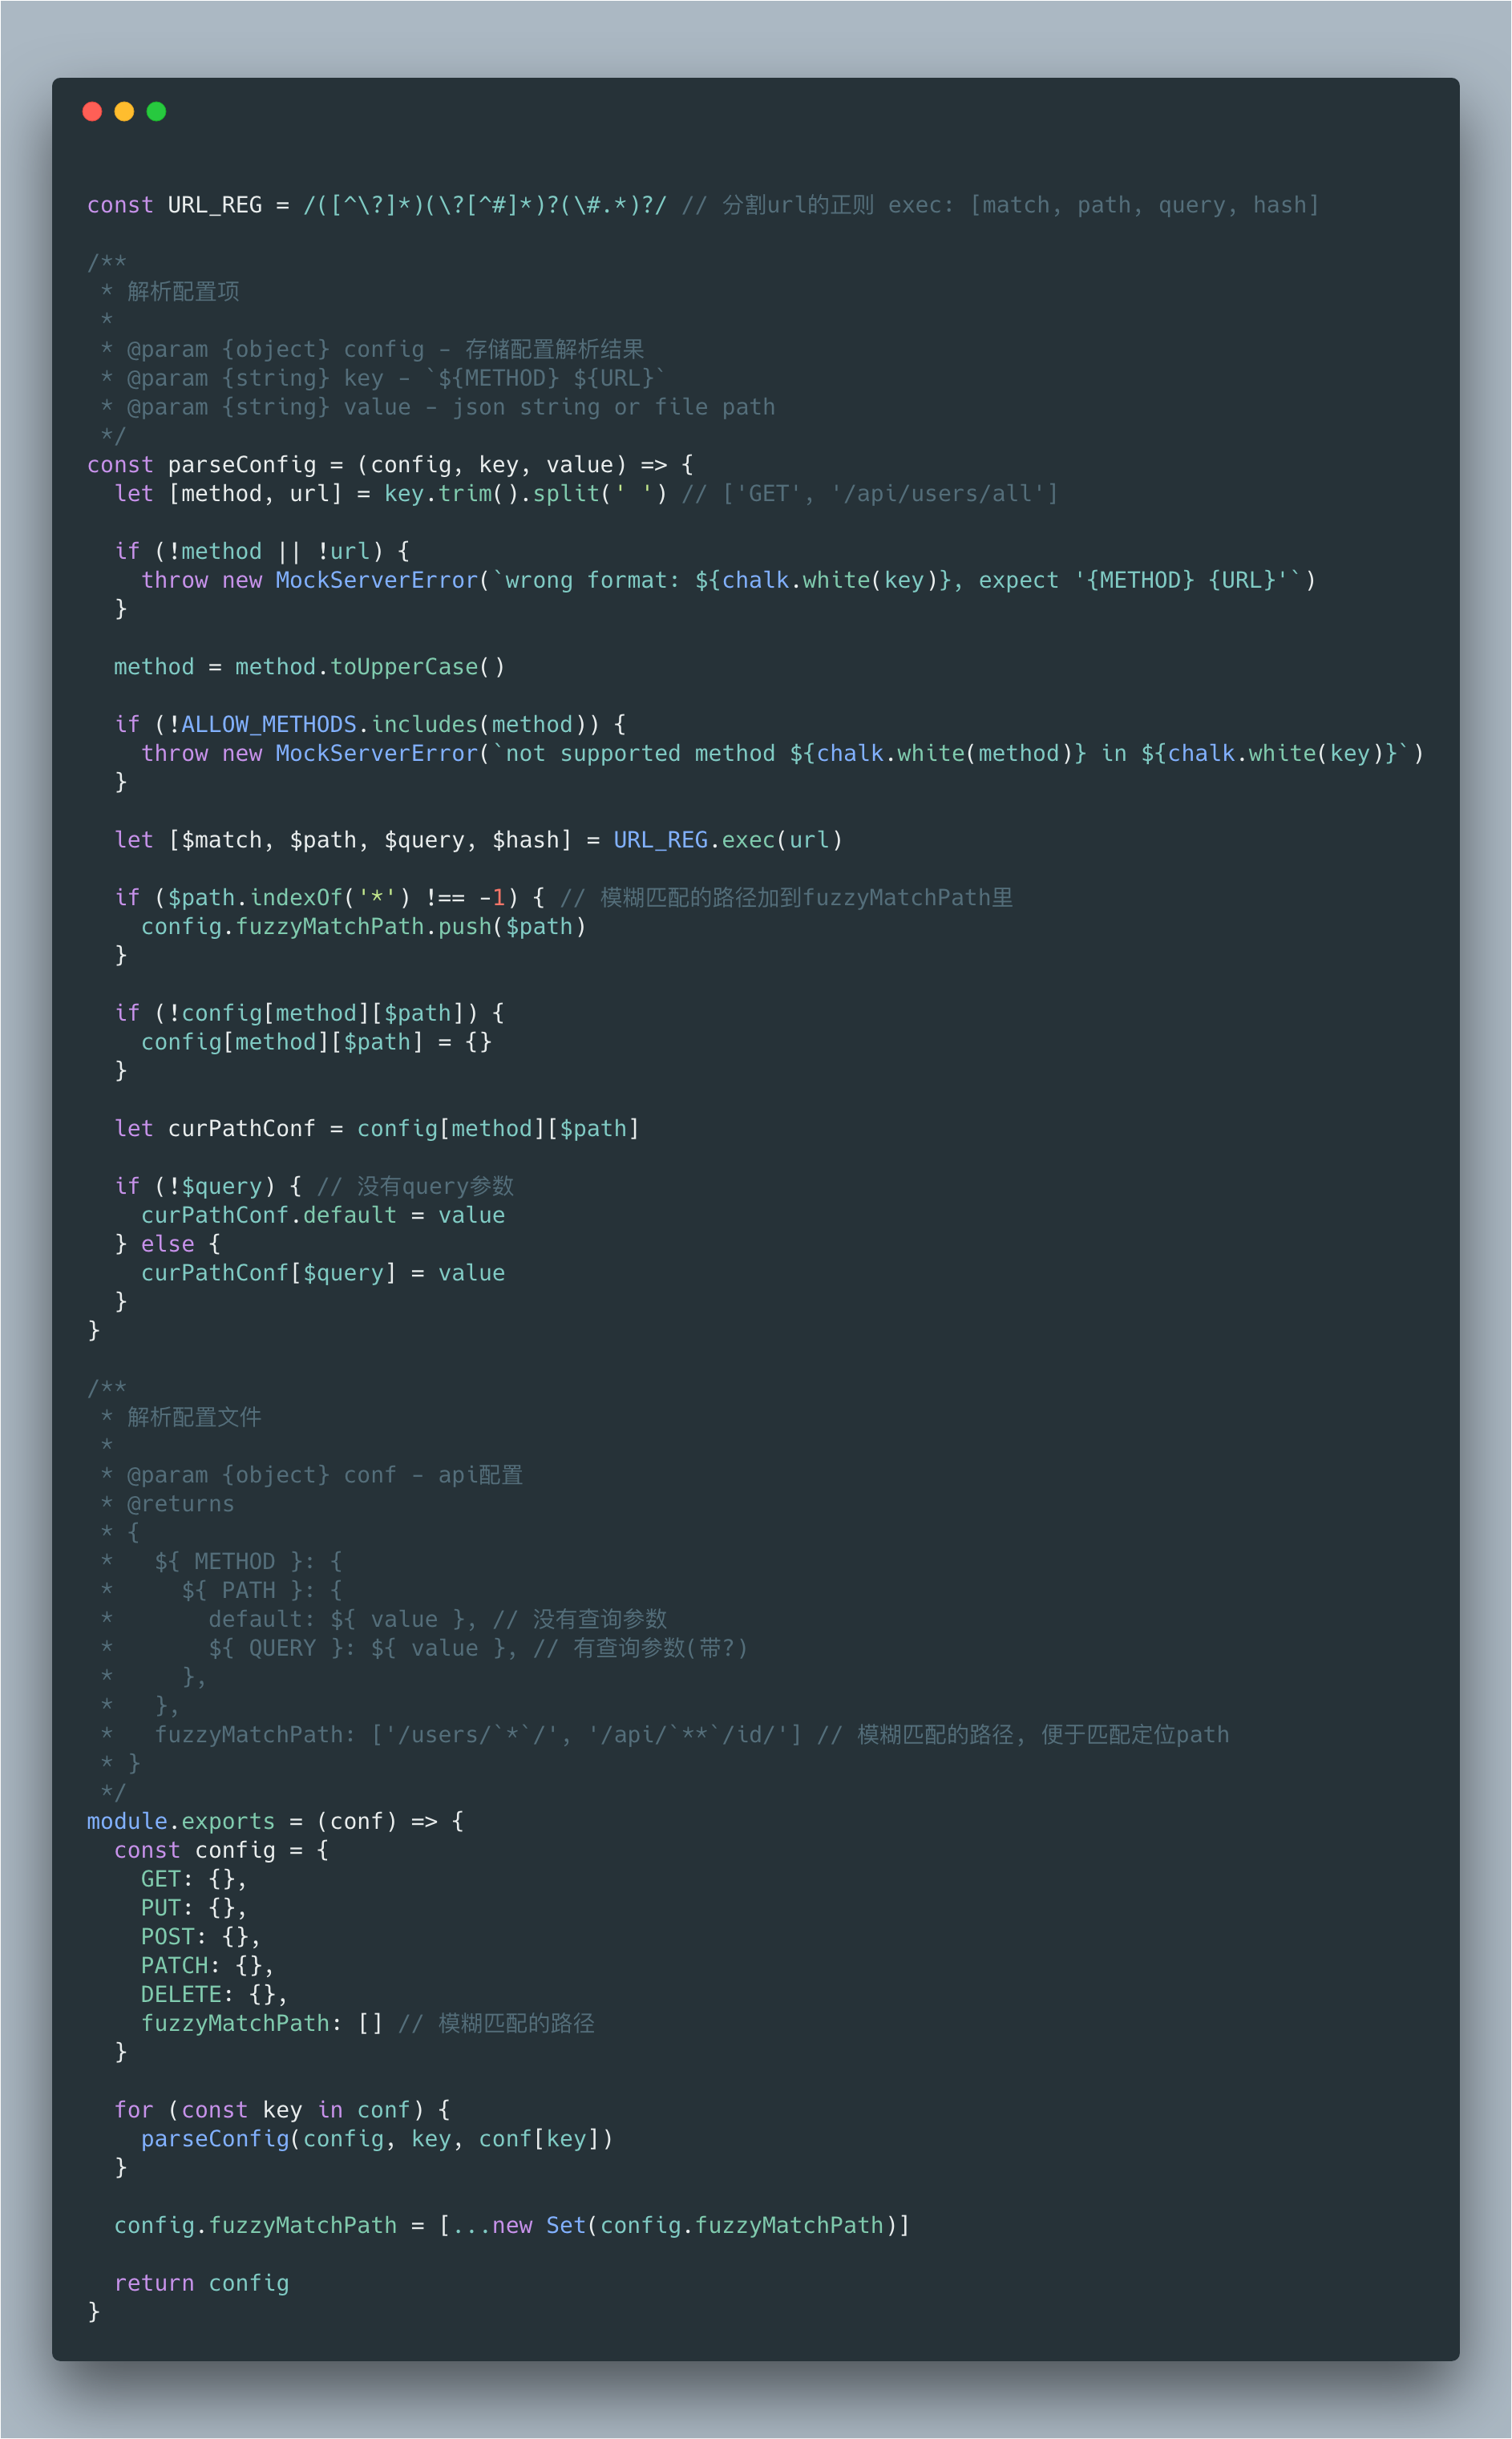 const URL_REG = /([^\?]*)(\?[^#]*)?(\#.*)?/ // 分割url的正则 exec: [match, path, query, hash]
/**
 * 解析配置项
 *
 * @param {object} config - 存储配置解析结果
 * @param {string} key - `${METHOD} ${URL}`
 * @param {string} value - json string or file path
 */
const parseConfig = (config, key, value) => {
  let [method, url] = key.trim().split(' ') // ['GET', '/api/users/all']
  if (!method || !url) {
    throw new MockServerError(`wrong format: ${chalk.white(key)}, expect '{METHOD} {URL}'`)
  }
  method = method.toUpperCase()
  if (!ALLOW_METHODS.includes(method)) {
    throw new MockServerError(`not supported method ${chalk.white(method)} in ${chalk.white(key)}`)
  }
  let [$match, $path, $query, $hash] = URL_REG.exec(url)
  if ($path.indexOf('*') !== -1) { // 模糊匹配的路径加到fuzzyMatchPath里
    config.fuzzyMatchPath.push($path)
  }
  if (!config[method][$path]) {
    config[method][$path] = {}
  }
  let curPathConf = config[method][$path]
  if (!$query) { // 没有query参数
    curPathConf.default = value
  } else {
    curPathConf[$query] = value
  }
}
/**
 * 解析配置文件
 *
 * @param {object} conf - api配置
 * @returns
 * {
 *   ${ METHOD }: {
 *     ${ PATH }: {
 *       default: ${ value }, // 没有查询参数
 *       ${ QUERY }: ${ value }, // 有查询参数(带?)
 *     },
 *   },
 *   fuzzyMatchPath: ['/users/`*`/', '/api/`**`/id/'] // 模糊匹配的路径, 便于匹配定位path
 * }
 */
module.exports = (conf) => {
  const config = {
    GET: {},
    PUT: {},
    POST: {},
    PATCH: {},
    DELETE: {},
    fuzzyMatchPath: [] // 模糊匹配的路径
  }
  for (const key in conf) {
    parseConfig(config, key, conf[key])
  }
  config.fuzzyMatchPath = [...new Set(config.fuzzyMatchPath)]
  return config
}